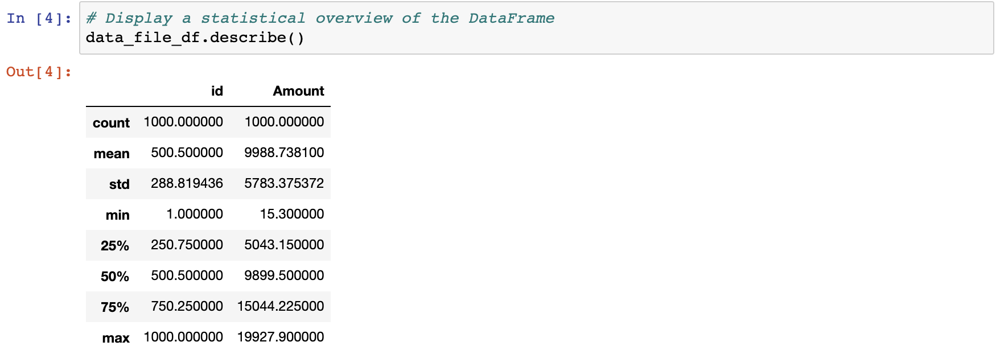 In [4]: # Display a statistical overview of the DataFrame
data_file_df.describe()
Out[4]:
id Amount
count 1000.000000 1000.000000
mean 500.500000 9988.738100
std 288.819436 5783.375372
min 1.000000 15.300000
25% 250.750000 5043.150000
50% 500.500000 9899.500000
75% 750.250000 15044.225000
max 1000.000000 19927.900000